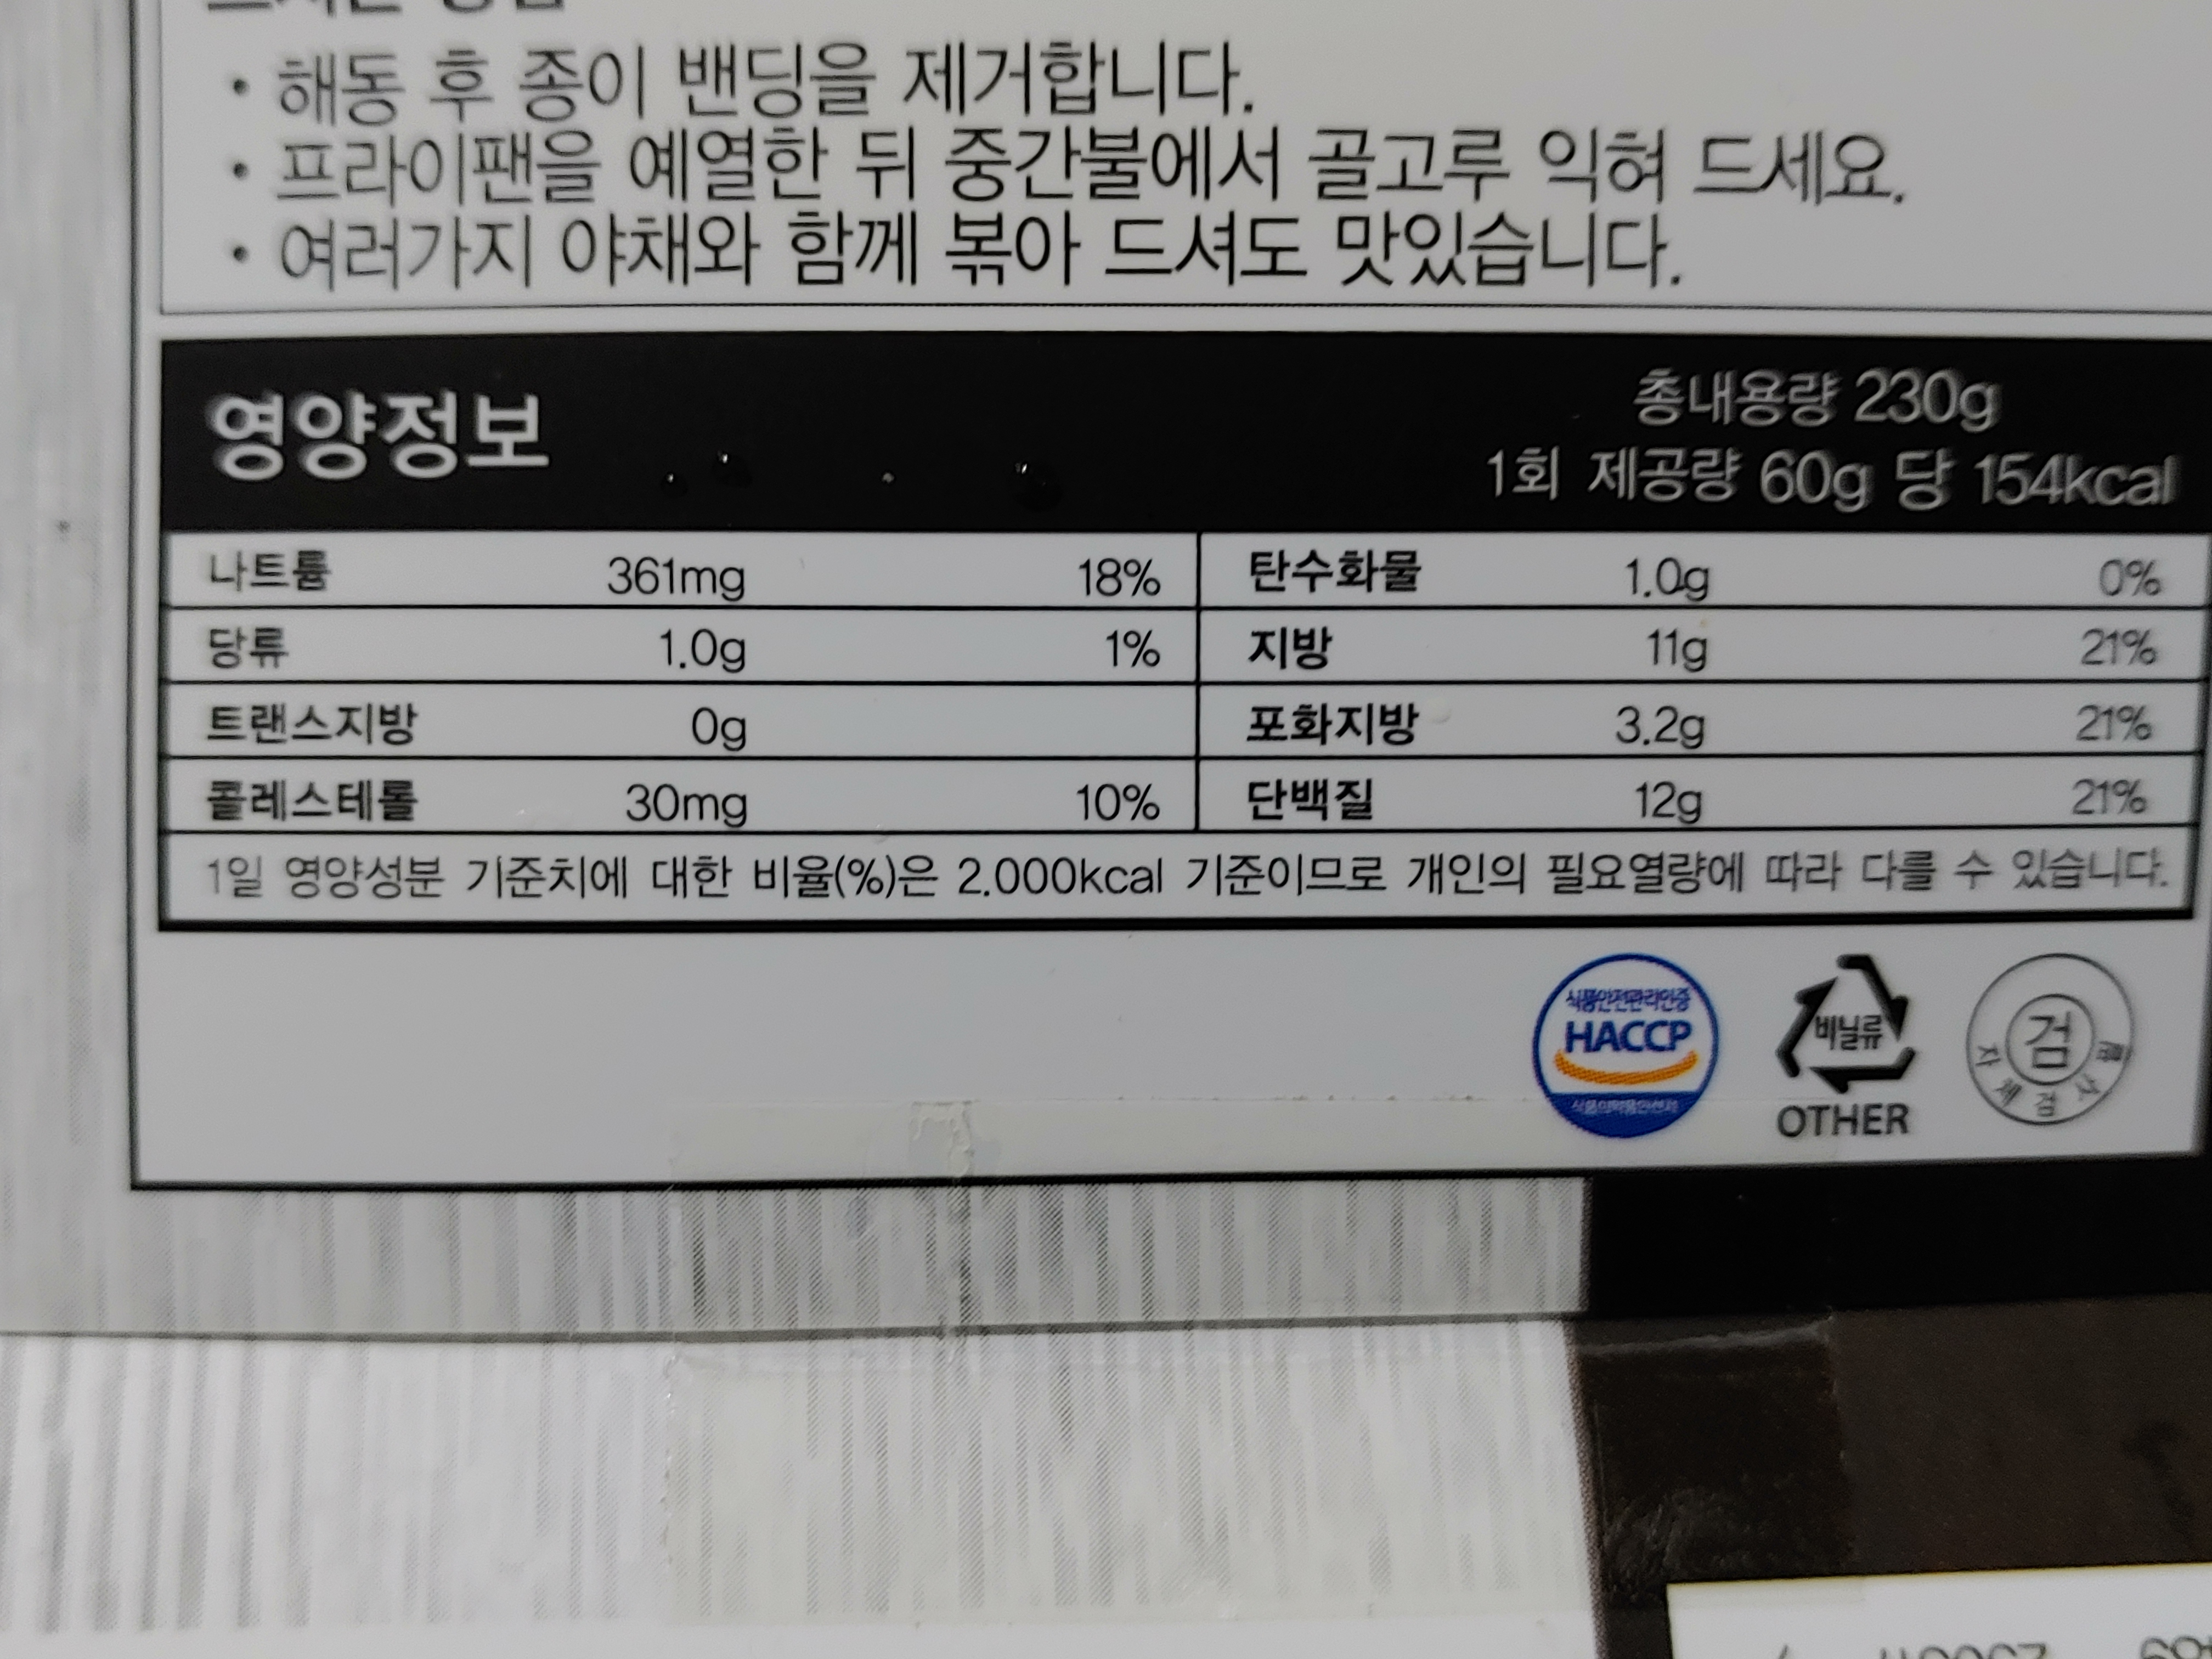 • 해동 후 종이 밴딩을 제거합니다.
• 프라이팬을 예열한 뒤 중간불에서 골고루 익혀 드세요.
• 여러가지 야채와 함께 볶아 드셔도 맛있습니다.
영양정보
총내용량 230g
1회 제공량 60g 당 154kcal
나트륨 361mg 18% 탄수화물 1.0g 0%
당류 1.0g 1% 지방 11g 21%
트랜스지방 0g 포화지방 3.2g 21%
콜레스테롤 30mg 10% 단백질 12g 21%
1일 영양성분 기준치에 대한 비율(%)은 2.000kcal 기준이므로 개인의 필요열량에 따라 다를 수 있습니다.
식품안전관리인증
HACCP
비닐류
OTHER
검
자체검사